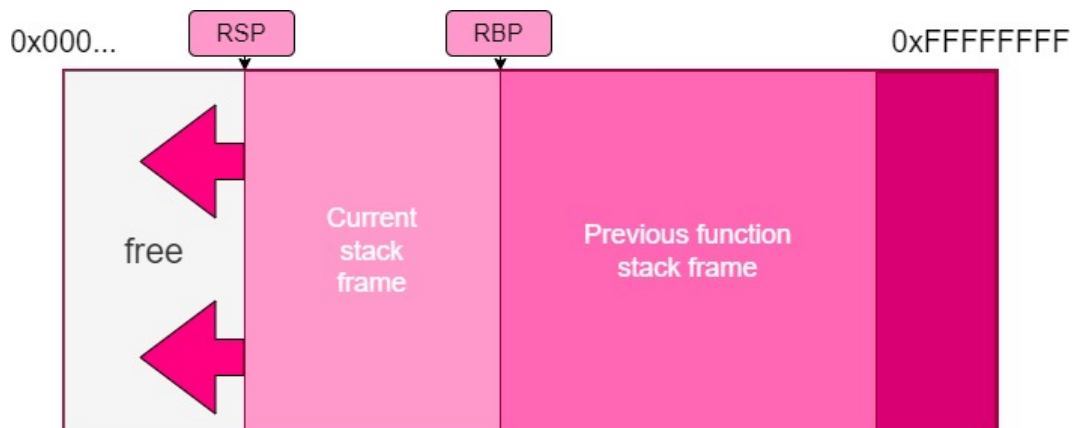 RSP
RBP
0x000...
0xFFFFFFFF
Current
stack
frame
Previous function
stack frame
free